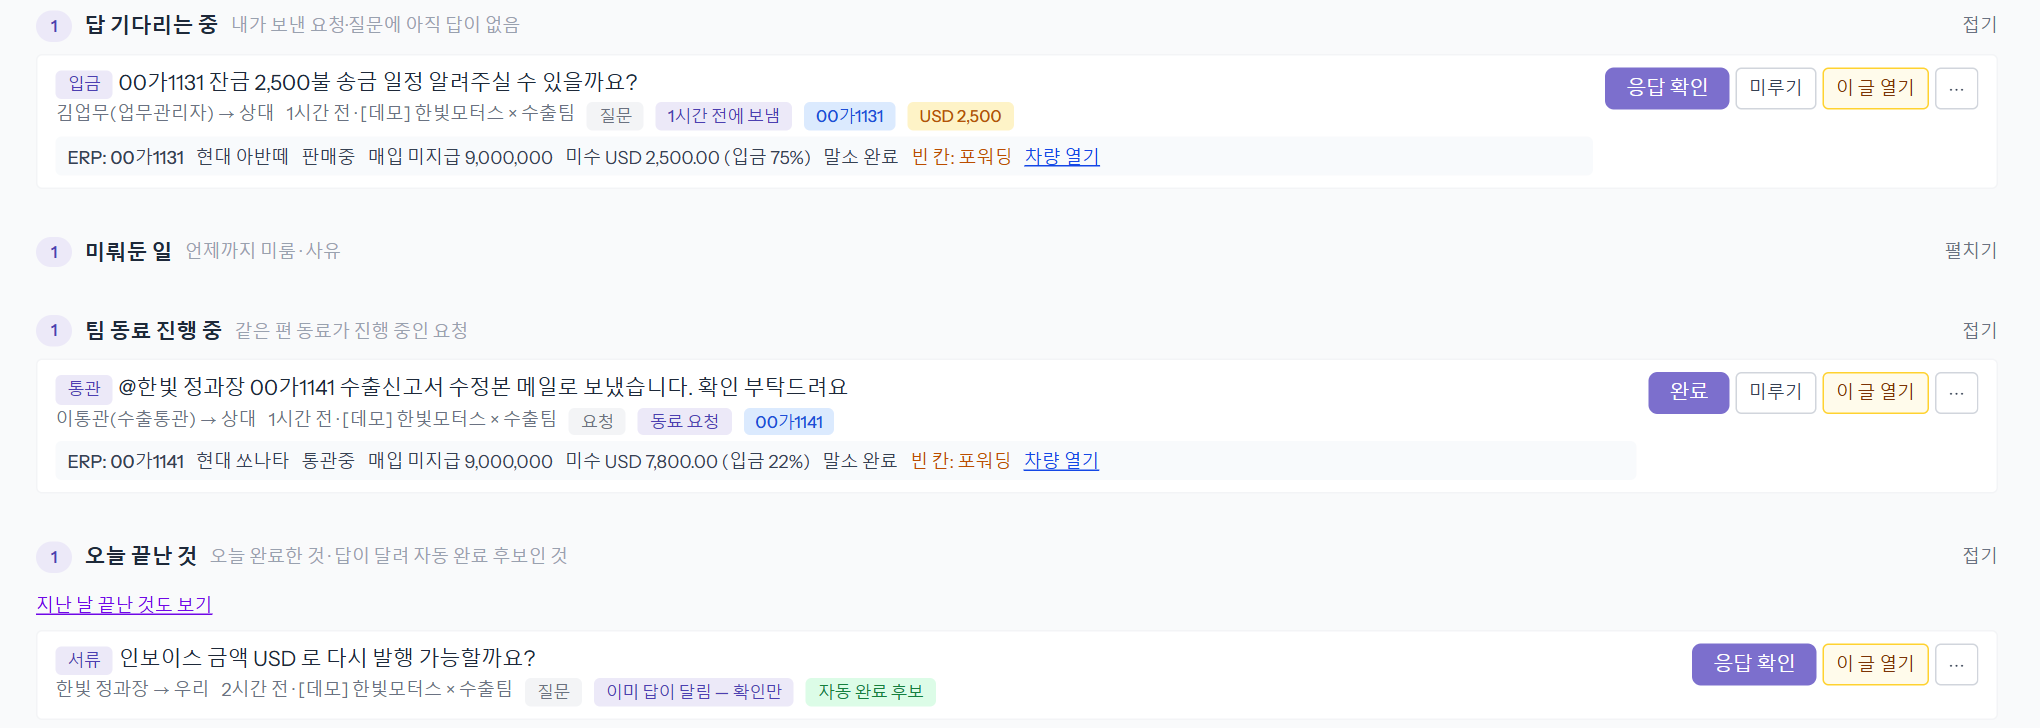 1 답 기다리는 중 내가 보낸 요청·질문에 아직 답이 없음 접기
입금 00가1131 잔금 2,500불 송금 일정 알려주실 수 있을까요? 응답 확인 미루기 이 글 열기 ...
김업무(업무관리자) → 상대 1시간 전 · [데모] 한빛모터스 × 수출팀 질문 1시간 전에 보냄 00가1131 USD 2,500
ERP: 00가1131 현대 아반떼 판매중 매입 미지급 9,000,000 미수 USD 2,500.00 (입금 75%) 말소 완료 빈 칸: 포워딩 차량 열기
1 미뤄둔 일 언제까지 미룸 · 사유 펼치기
1 팀 동료 진행 중 같은 편 동료가 진행 중인 요청 접기
통관 @한빛 정과장 00가1141 수출신고서 수정본 메일로 보냈습니다. 확인 부탁드려요 완료 미루기 이 글 열기 ...
이통관(수출통관) → 상대 1시간 전 · [데모] 한빛모터스 × 수출팀 요청 동료 요청 00가1141
ERP: 00가1141 현대 쏘나타 통관중 매입 미지급 9,000,000 미수 USD 7,800.00 (입금 22%) 말소 완료 빈 칸: 포워딩 차량 열기
1 오늘 끝난 것 오늘 완료한 것 · 답이 달려 자동 완료 후보인 것 접기
지난 날 끝난 것도 보기
서류 인보이스 금액 USD 로 다시 발행 가능할까요? 응답 확인 이 글 열기 ...
한빛 정과장 → 우리 2시간 전 · [데모] 한빛모터스 × 수출팀 질문 이미 답이 달림 — 확인만 자동 완료 후보